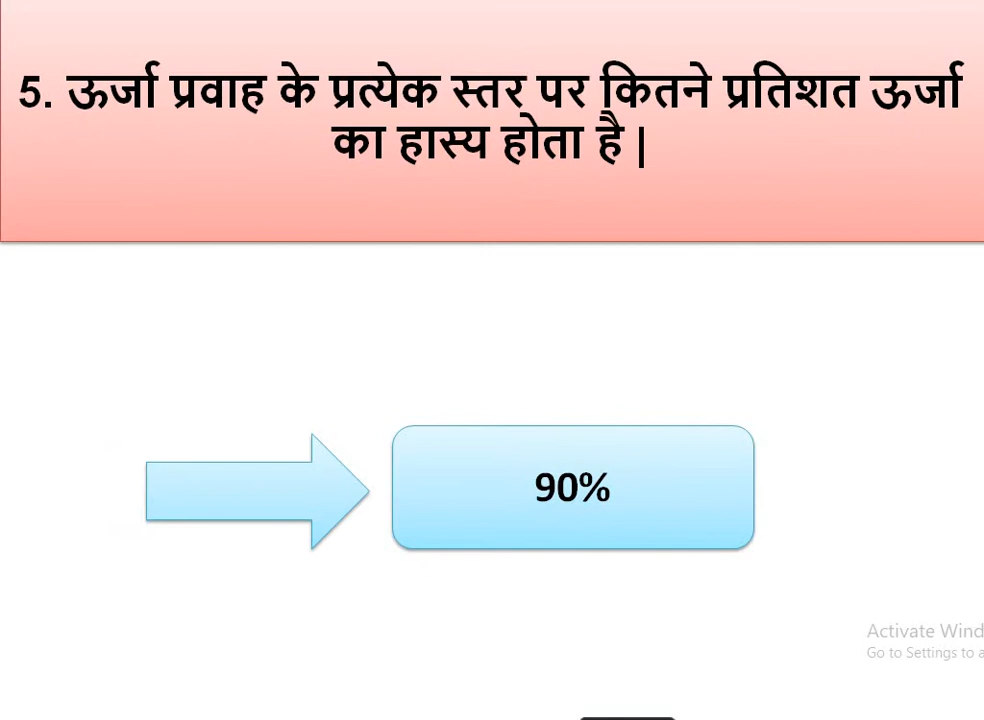 5. ऊर्जा प्रवाह के प्रत्येक स्तर पर कितने प्रतिशत ऊर्जा
का हास्य होता है |
90%
Activate Wind
Go to Settings to a